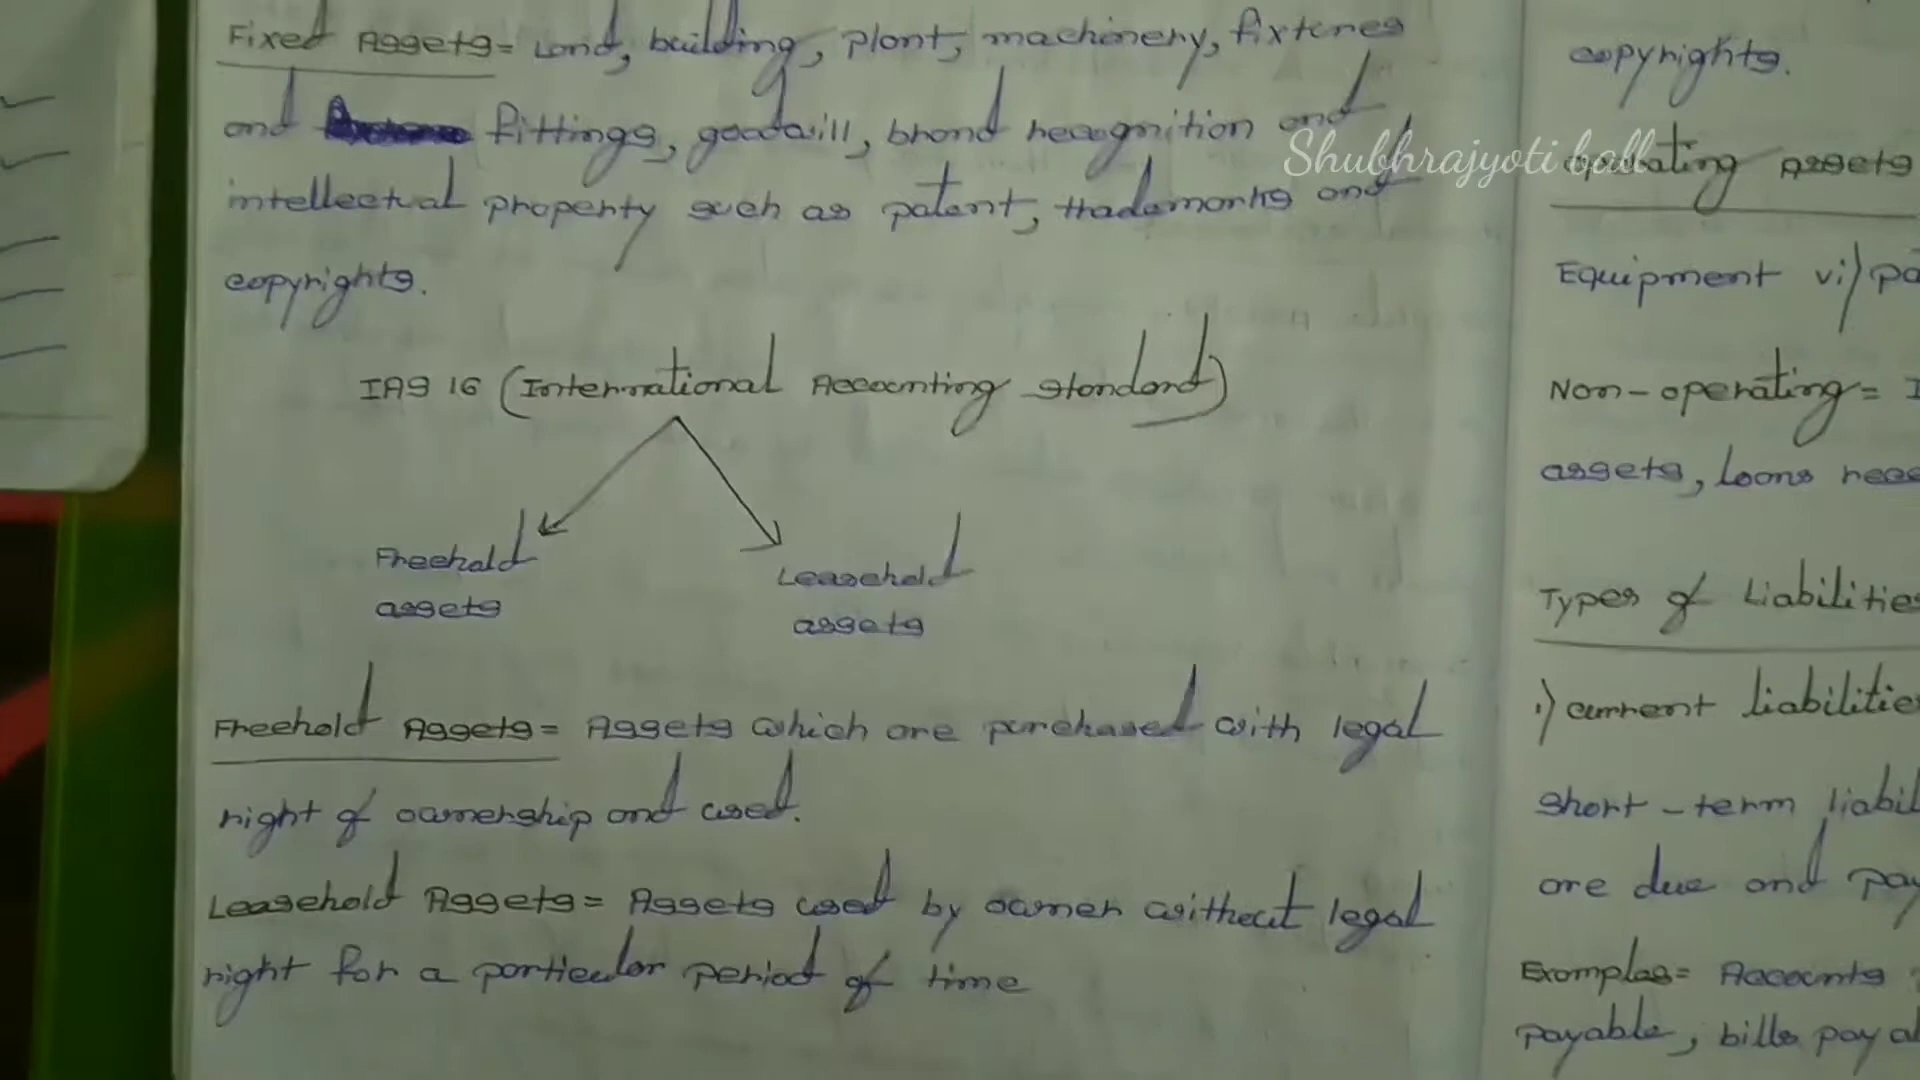 Fixed Assets= Land, building, plant, machinery, fixtures
and fittings, goodwill, brand recognition and
intellectual property such as patent, trademarks and
copyrights.
IAS 16 (International Accounting Standard)
Freehold
assets
Leasehold
assets
Freehold Assets= Assets which are purchased with legal
right of ownership and used.
Leasehold Assets= Assets used by owner without legal
right for a particular period of time
Shubhrajyoti ball
copyrights.
Operating Assets
Equipment vi)
Non-operating=
assets, loans
Types of Liabilities
i) current liabilities
short-term
are due and
Examples= Accounts
payable, bills